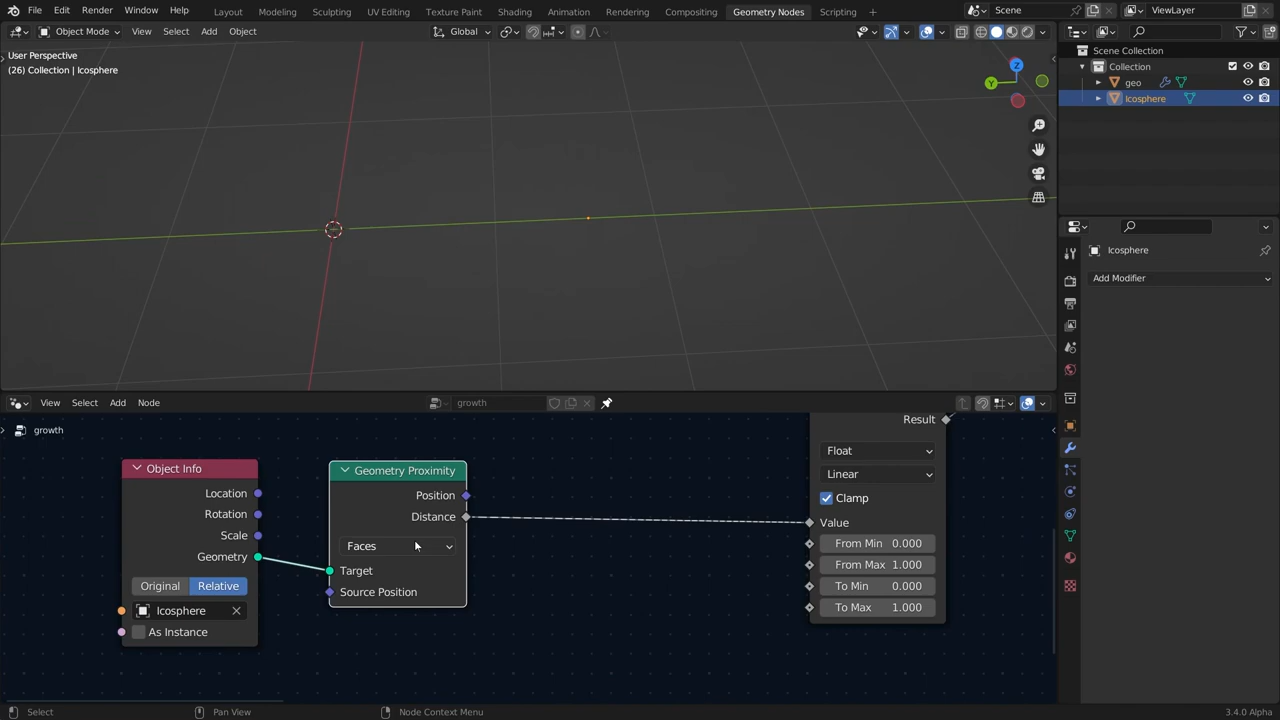 File Edit Render Window Help Layout Modeling Sculpting UV Editing Texture Paint Shading Animation Rendering Compositing Geometry Nodes Scripting + Scene ViewLayer
Object Mode View Select Add Object Global
User Perspective
(26) Collection | Icosphere
Z
Y
Scene Collection
Collection
geo
Icosphere
Icosphere
Add Modifier
View Select Add Node growth
growth
Object Info
Location
Rotation
Scale
Geometry
Original Relative
Icosphere
As Instance
Geometry Proximity
Position
Distance
Faces
Target
Source Position
Result
Float
Linear
Clamp
Value
From Min 0.000
From Max 1.000
To Min 0.000
To Max 1.000
Select Pan View Node Context Menu 3.4.0 Alpha